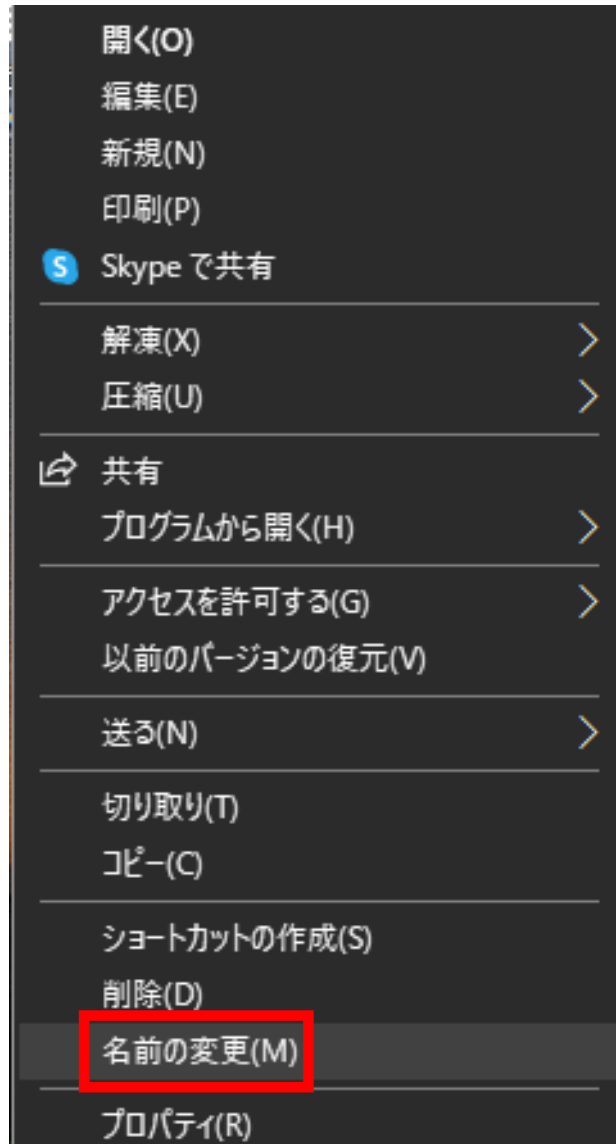 開く(O)
編集(E)
新規(N)
印刷(P)
Skype で共有
解凍(X)
圧縮(U)
共有
プログラムから開く(H)
アクセスを許可する(G)
以前のバージョンの復元(V)
送る(N)
切り取り(T)
コピー(C)
ショートカットの作成(S)
削除(D)
名前の変更(M)
プロパティ(R)